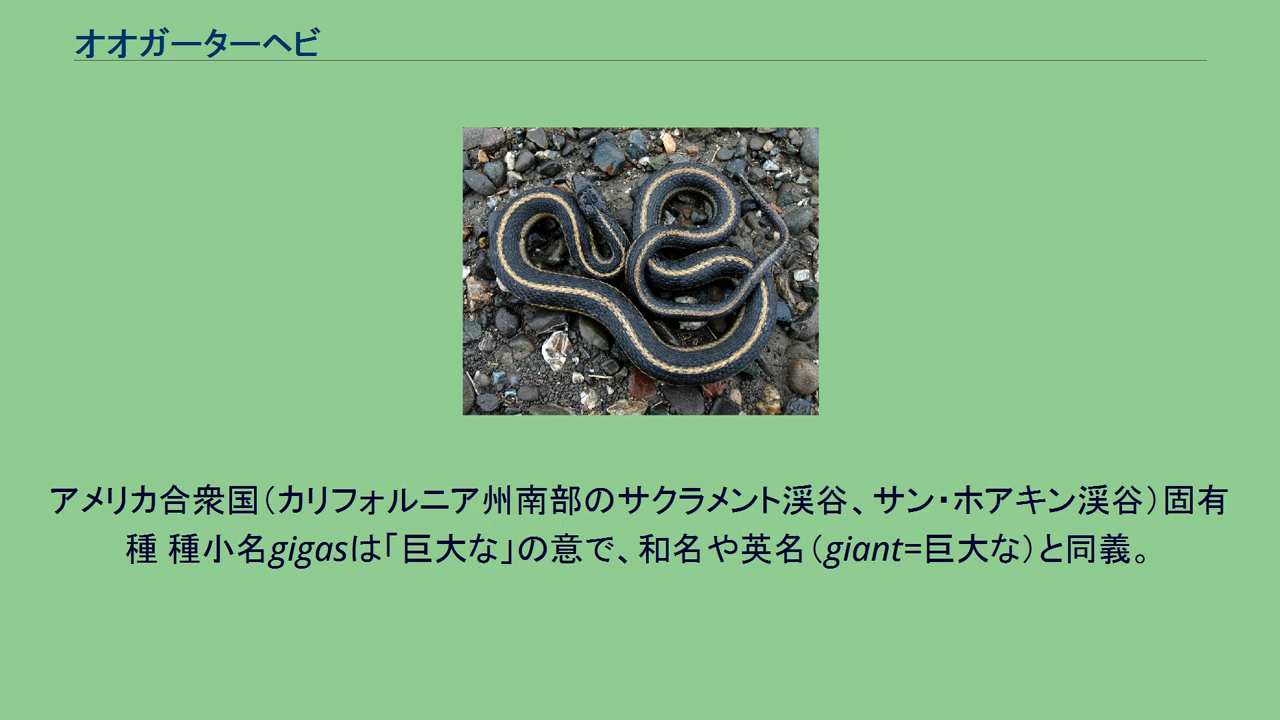 オオガーターヘビ
アメリカ合衆国（カリフォルニア州南部のサクラメント渓谷、サン・ホアキン渓谷）固有
種 種小名gigasは「巨大な」の意で、和名や英名（giant=巨大な）と同義。